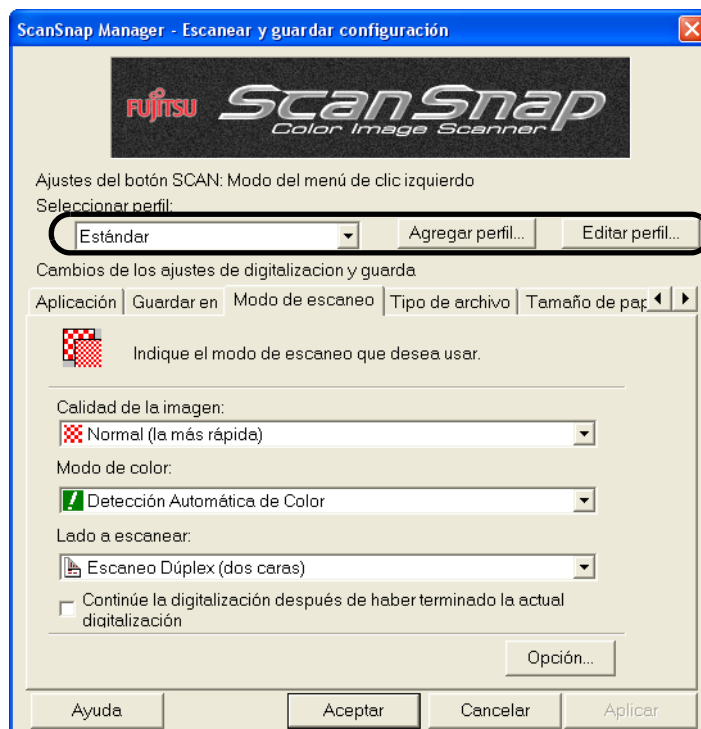 ScanSnap Manager - Escanear y guardar configuración
FUJITSU ScanSnap
Color Image Scanner
Ajustes del botón SCAN: Modo del menú de clic izquierdo
Seleccionar perfil:
Estándar Agregar perfil... Editar perfil...
Cambios de los ajustes de digitalizacion y guarda
Aplicación Guardar en Modo de escaneo Tipo de archivo Tamaño de pap
Indique el modo de escaneo que desea usar.
Calidad de la imagen:
Normal (la más rápida)
Modo de color:
Detección Automática de Color
Lado a escanear:
Escaneo Dúplex (dos caras)
Continúe la digitalización después de haber terminado la actual
digitalización
Opción...
Ayuda Aceptar Cancelar Aplicar